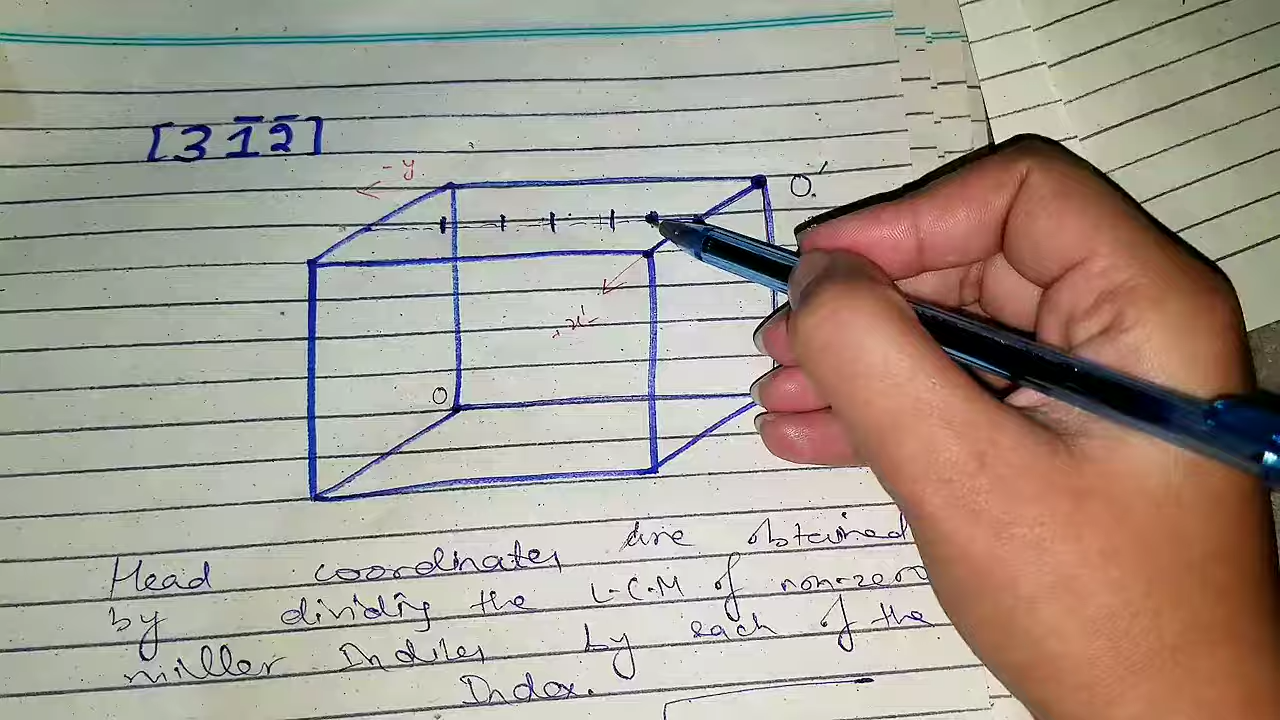 [3 1̄ 2̄]
-y
O'
x'
O
Head coordinates are obtained
by dividing the L.C.M of non-zero
miller Indices by each of the
Index.